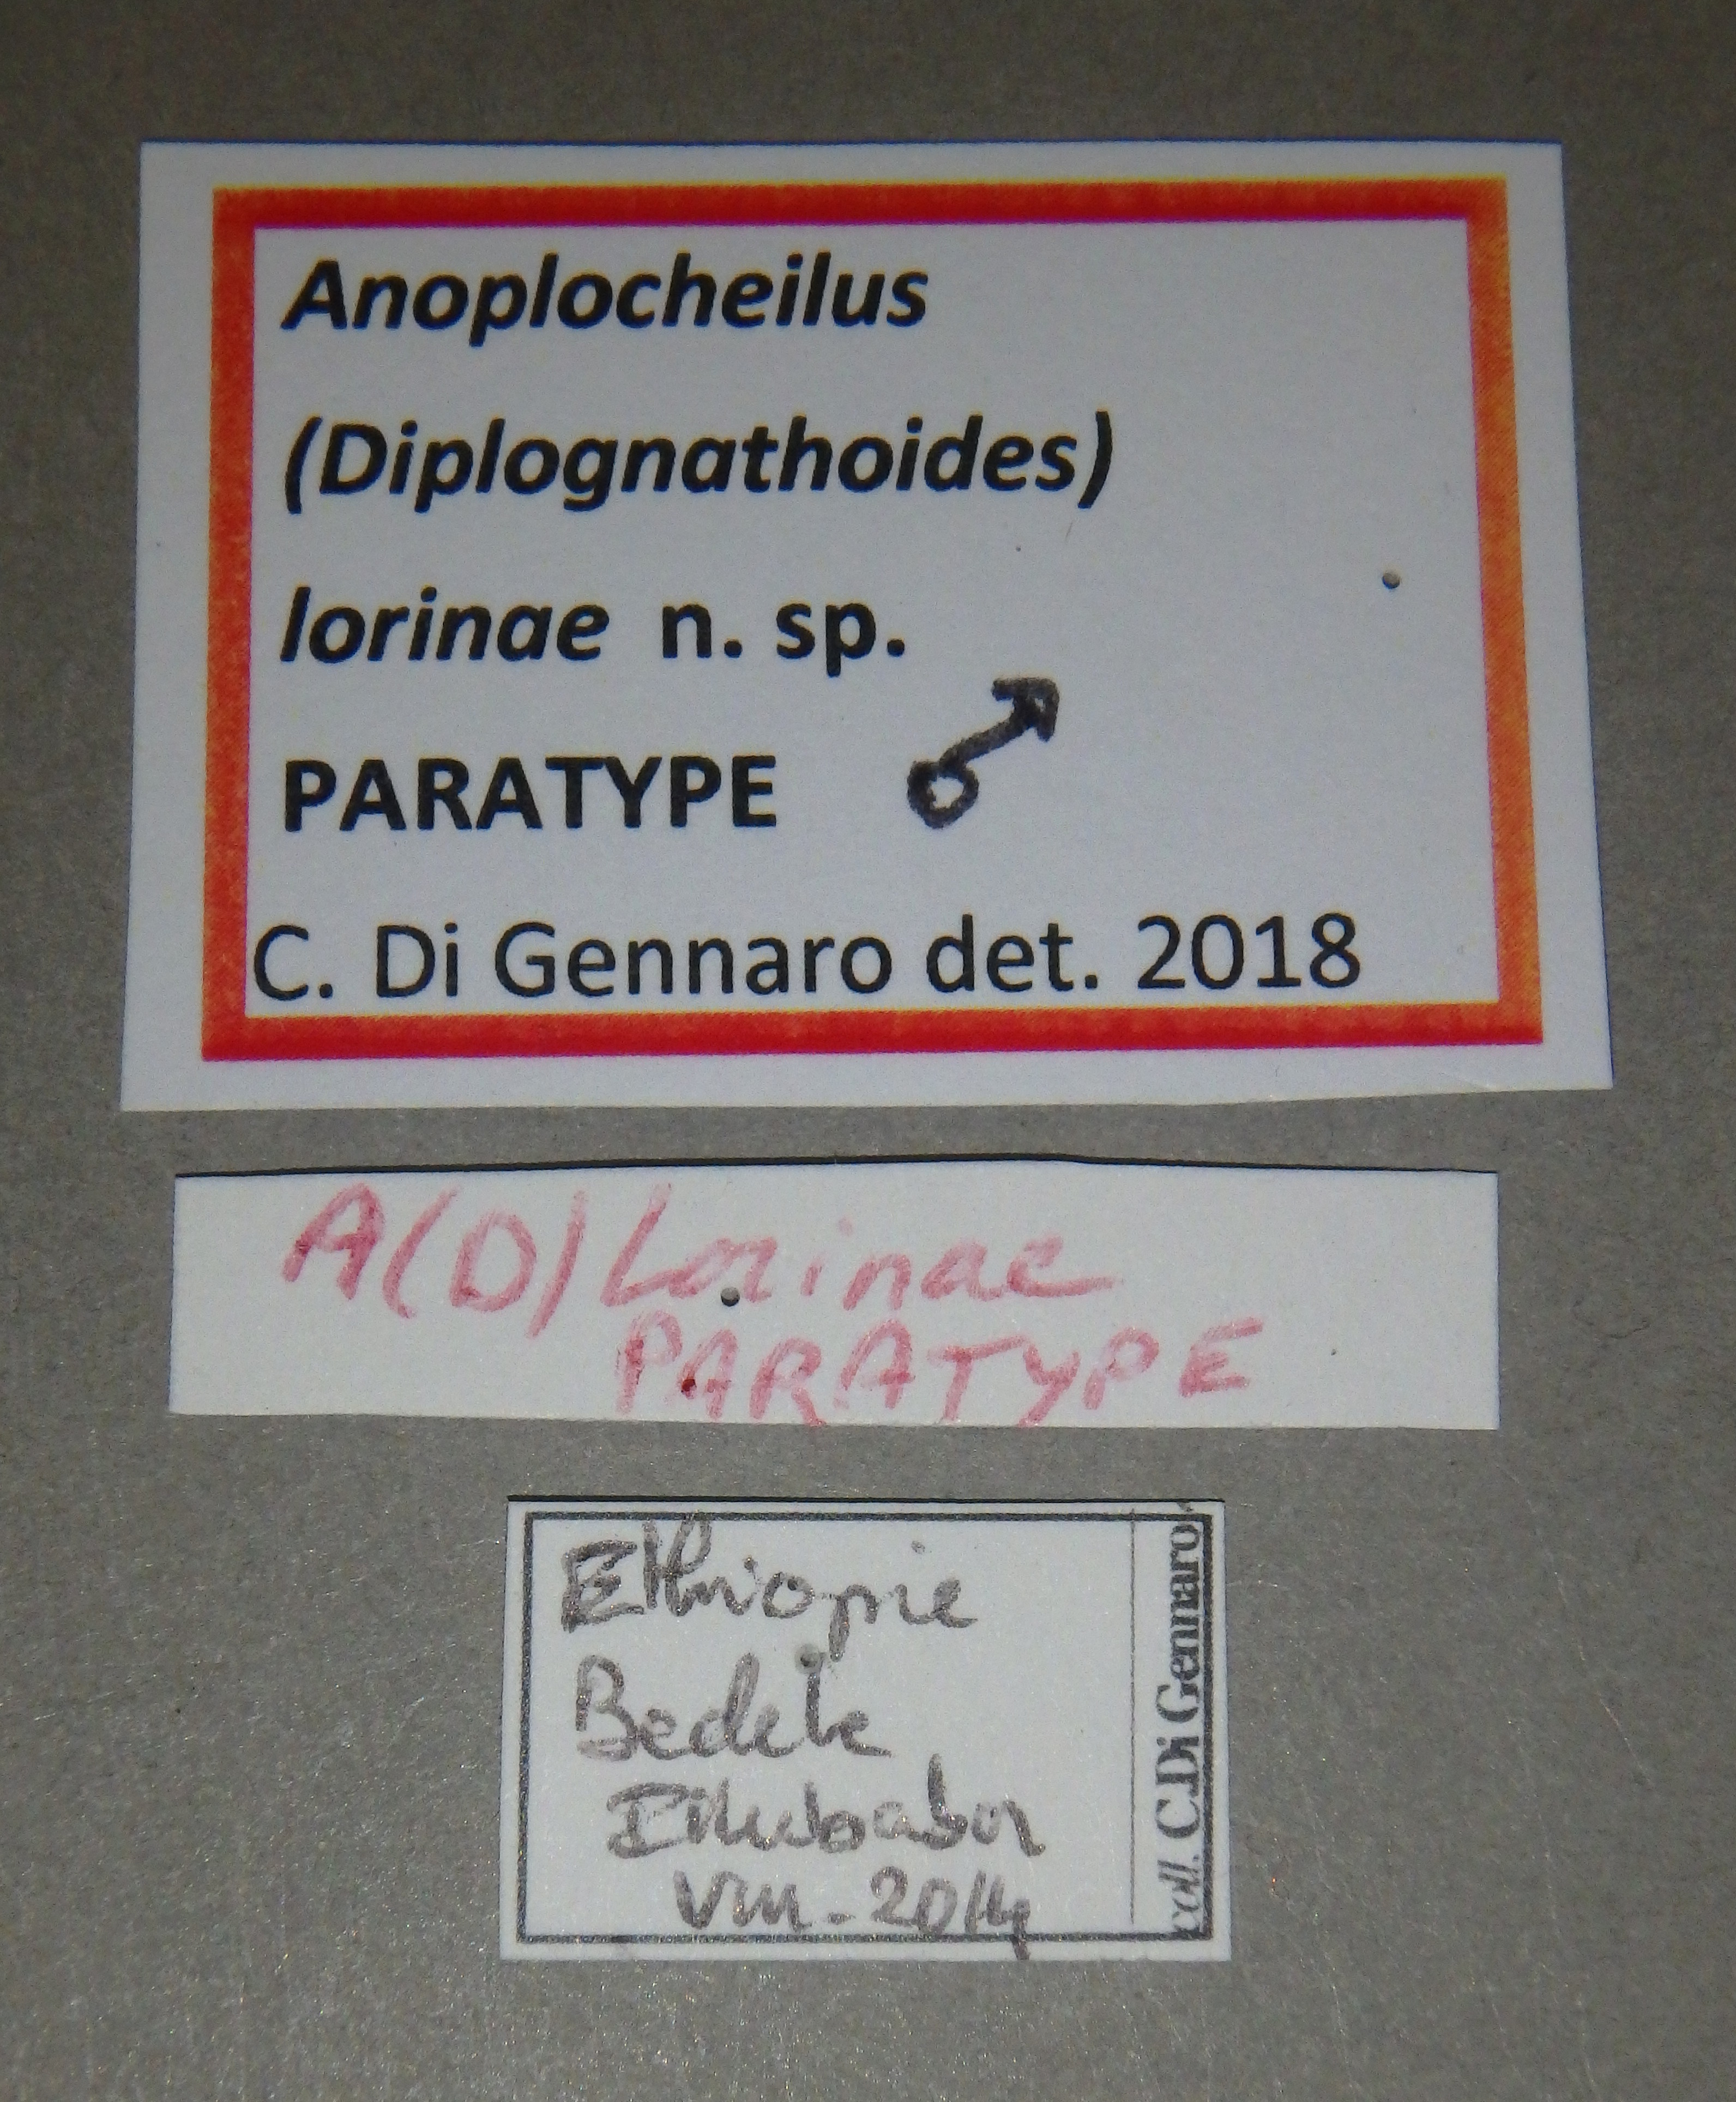 Anoplocheilus
(Diplognathoides)
lorinae n. sp.
PARATYPE ♂
C. Di Gennaro det. 2018
A(D) Lorinae
PARATYPE
Ethiopie
Bedele
Illubabor
VIII-2014
coll. C.Di Gennaro